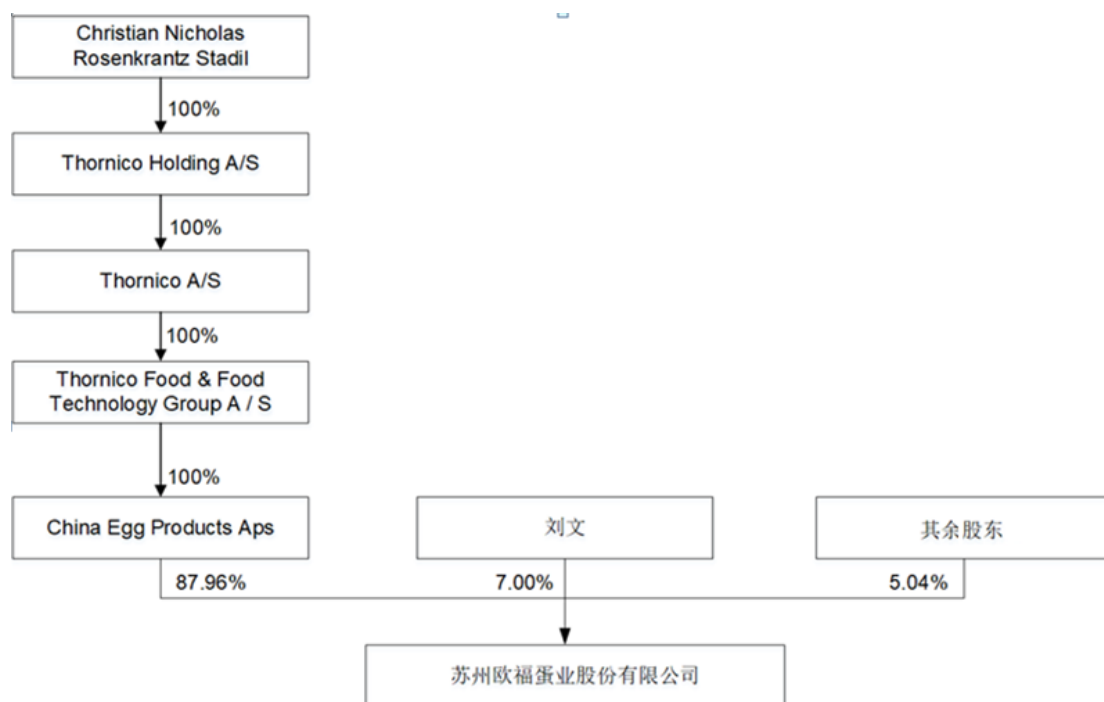 Christian Nicholas
Rosenkrantz Stadil
100%
Thornico Holding A/S
100%
Thornico A/S
100%
Thornico Food & Food
Technology Group A / S
100%
China Egg Products Aps
刘文
其余股东
87.96%
7.00%
5.04%
苏州欧福蛋业股份有限公司